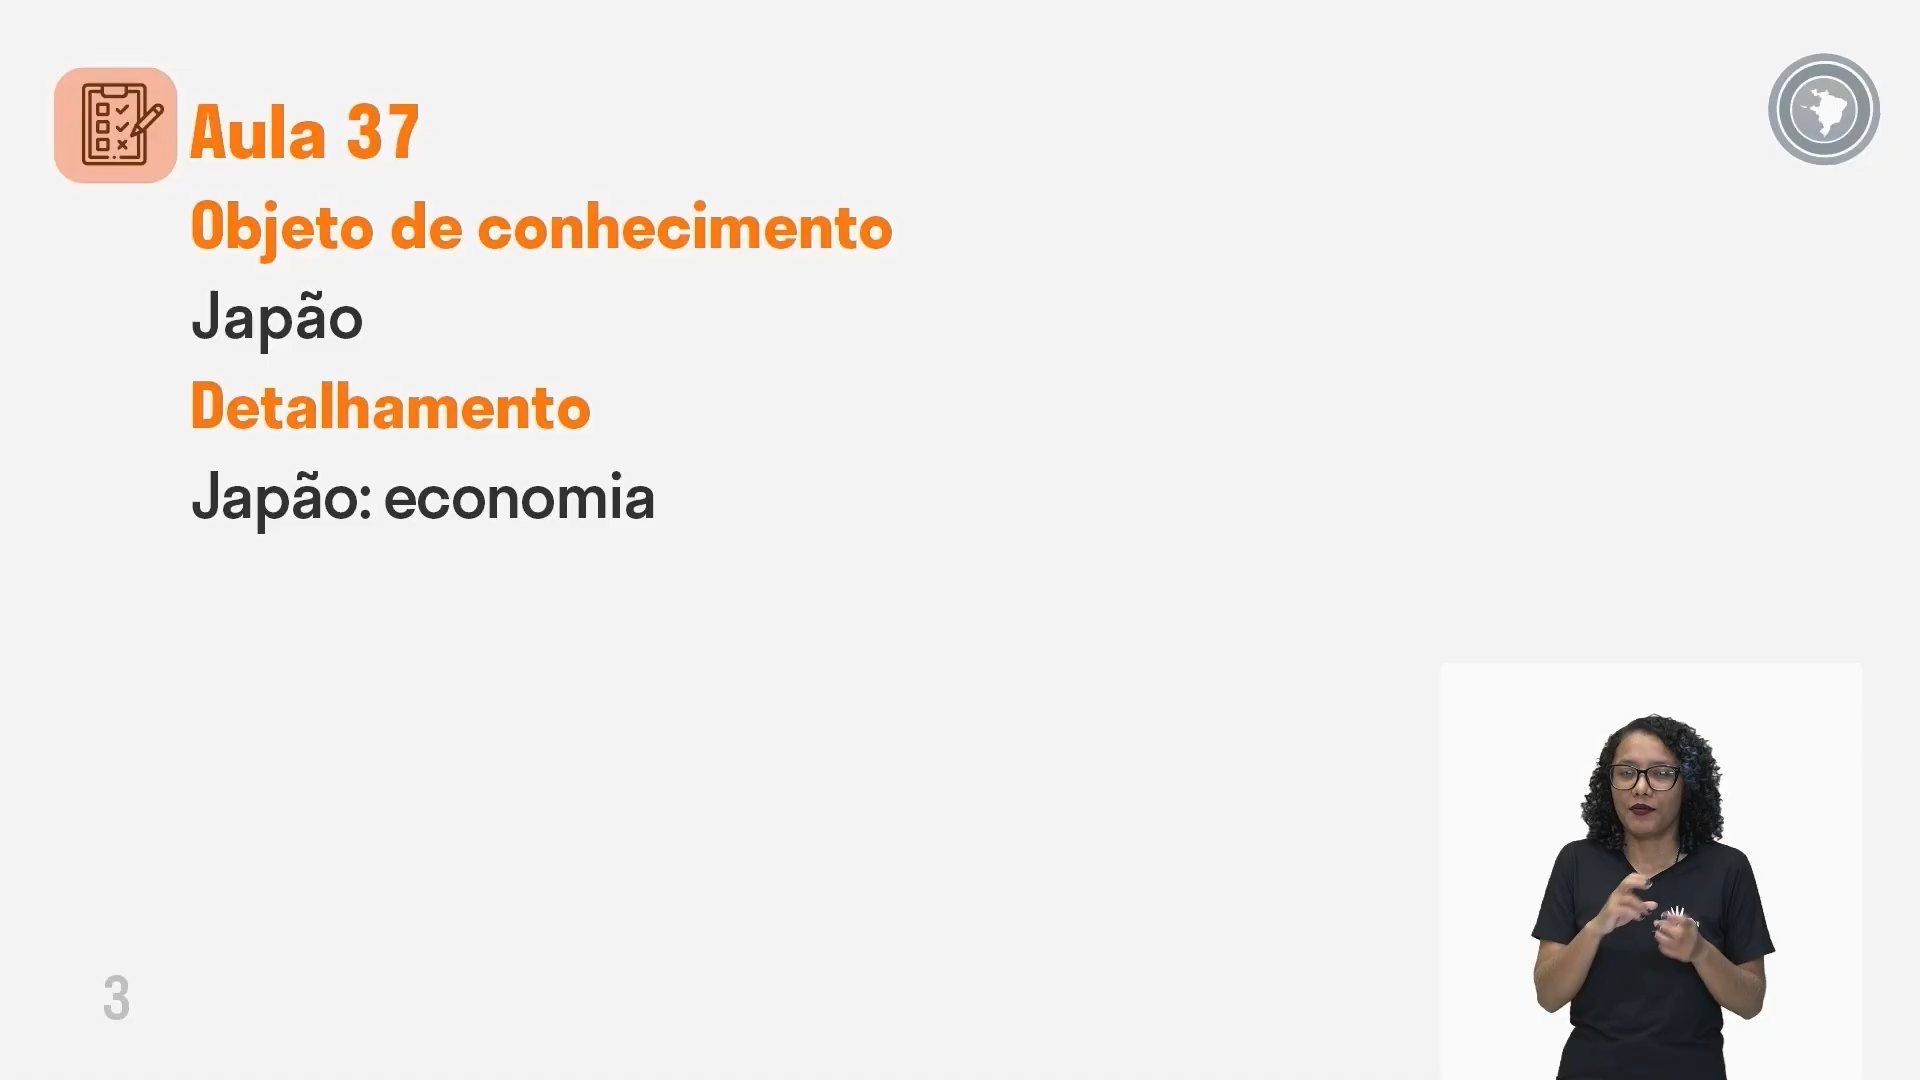 Aula 37
Objeto de conhecimento
Japão
Detalhamento
Japão: economia
3